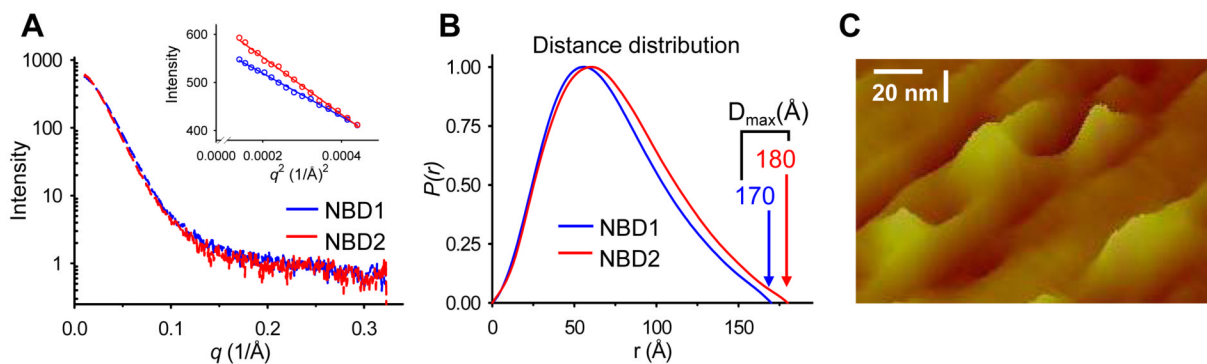 A
1000
100
10
1
Intensity
0.0
0.1
0.2
0.3
q (1/Å)
NBD1
NBD2
600
500
400
Intensity
0.0000
0.0002
0.0004
q² (1/Å)²
B
Distance distribution
1.00
0.75
0.50
0.25
0.00
P(r)
0
50
100
150
r (Å)
Dmax(Å)
180
170
NBD1
NBD2
C
20 nm